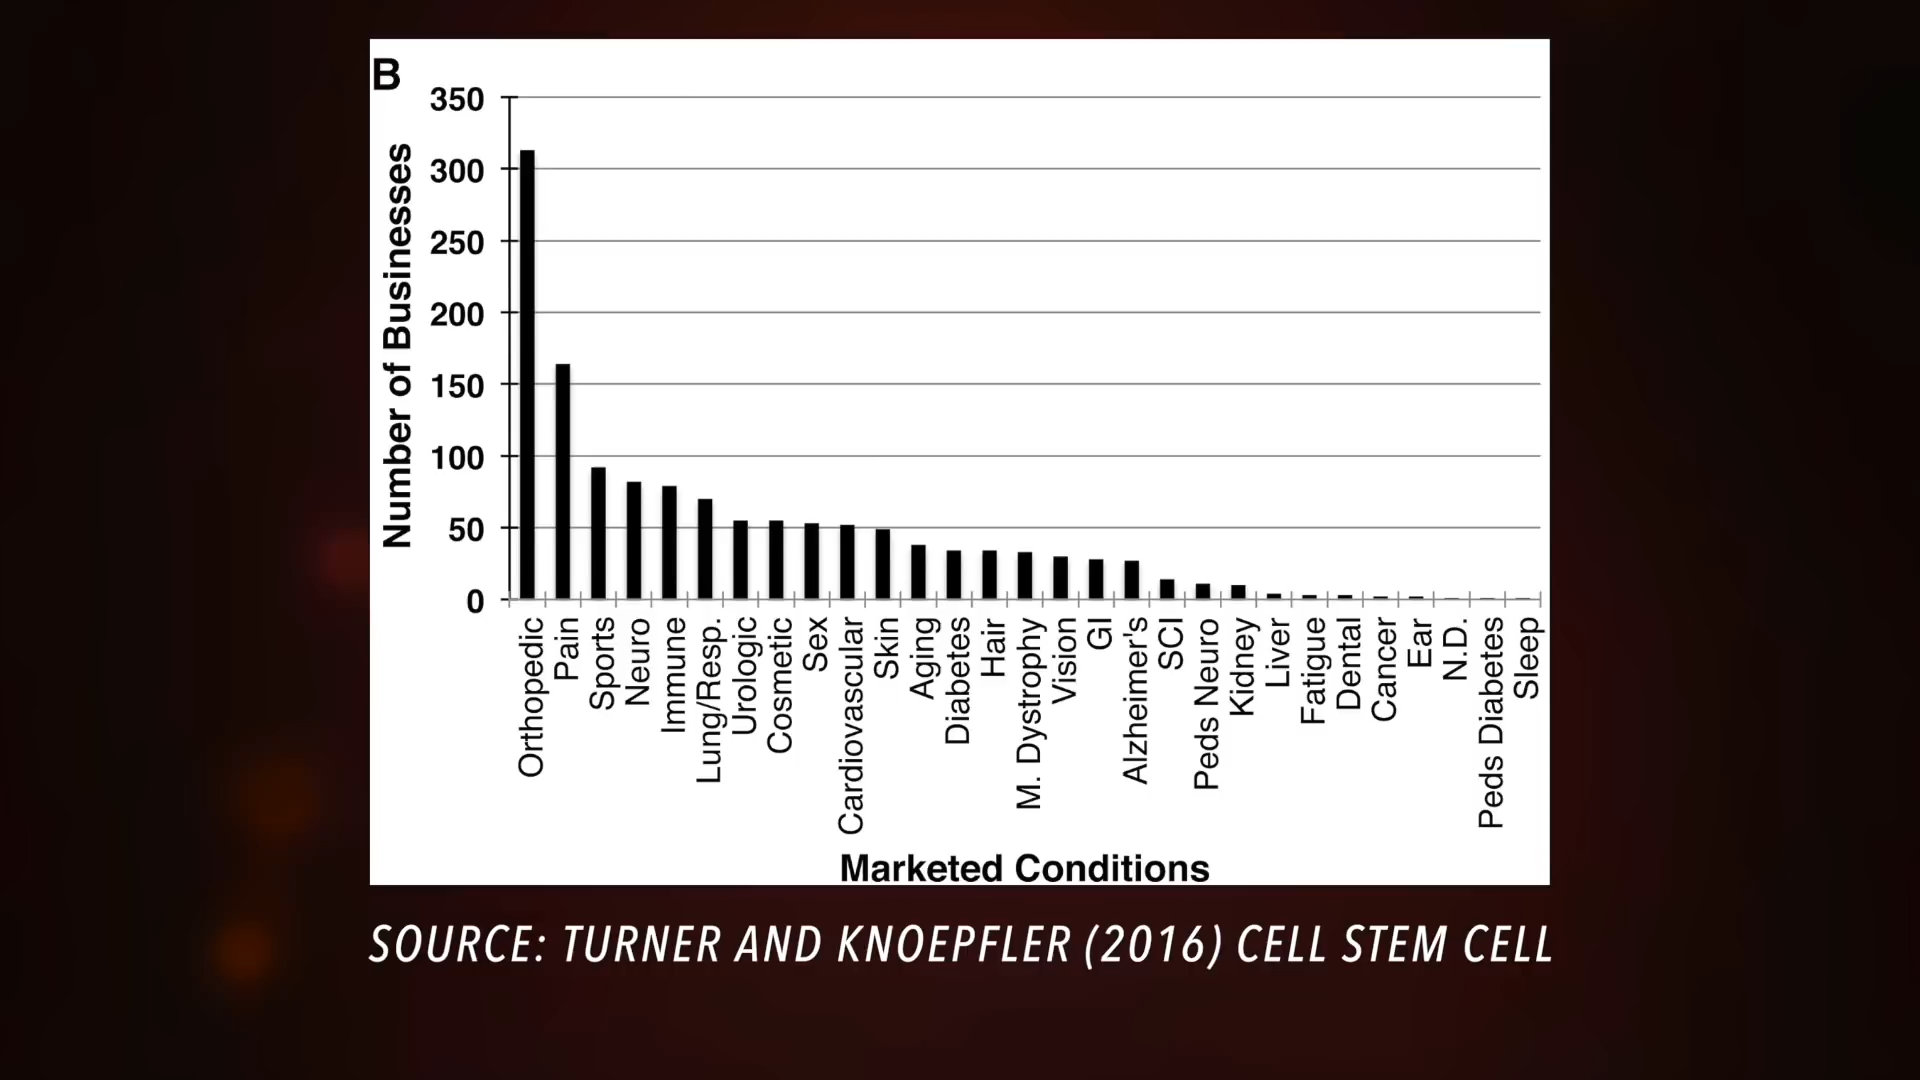 B
350
300
250
200
150
100
50
0
Number of Businesses
Orthopedic
Pain
Sports
Neuro
Immune
Lung/Resp.
Urologic
Cosmetic
Sex
Cardiovascular
Skin
Aging
Diabetes
Hair
M. Dystrophy
Vision
GI
Alzheimer's
SCI
Peds Neuro
Kidney
Liver
Fatigue
Dental
Cancer
Ear
N.D.
Peds Diabetes
Sleep
Marketed Conditions
SOURCE: TURNER AND KNOEPFLER (2016) CELL STEM CELL